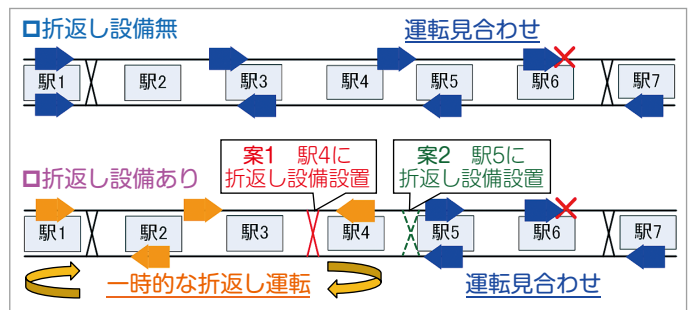 折返し設備無
運転見合わせ
駅1 駅2 駅3 駅4 駅5 駅6 駅7
案1 駅4に
折返し設備設置
案2 駅5に
折返し設備設置
折返し設備あり
駅1 駅2 駅3 駅4 駅5 駅6 駅7
一時的な折返し運転
運転見合わせ